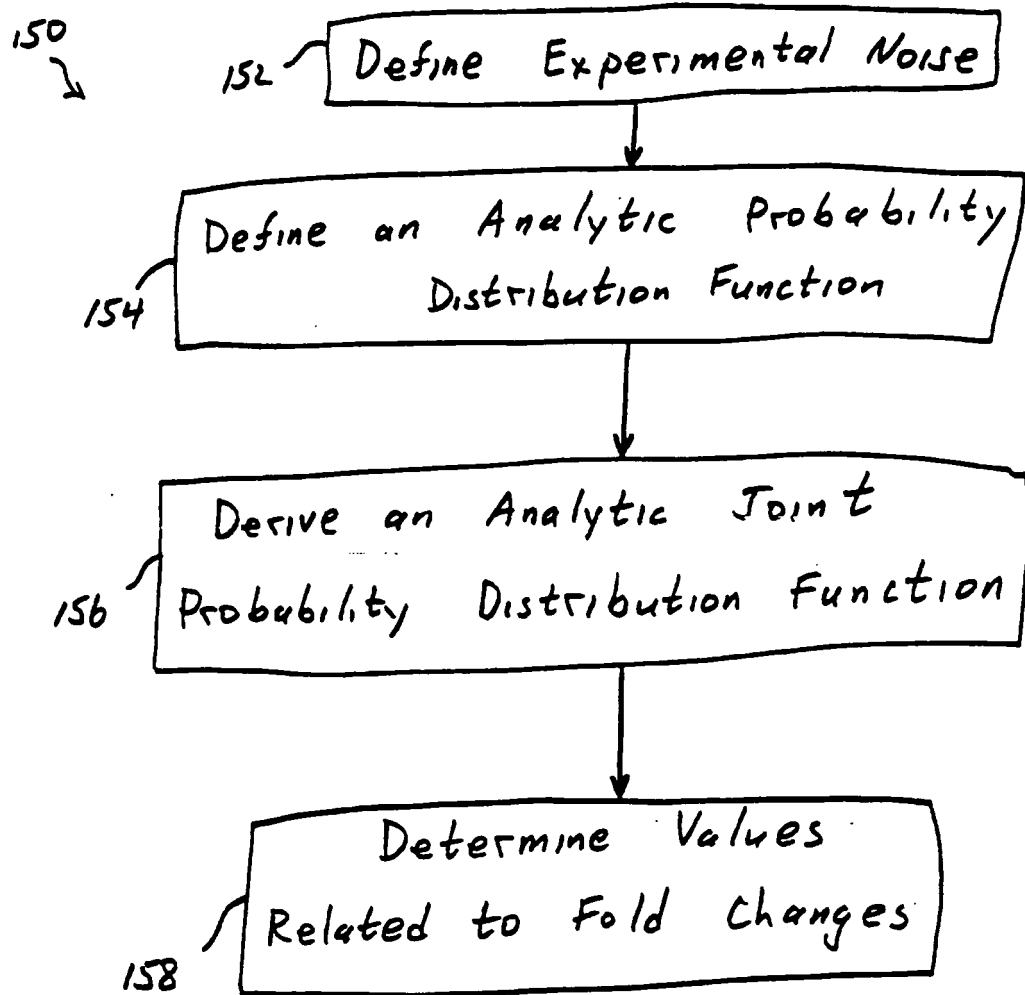 150
152
Define Experimental Noise
Define an Analytic Probability
Distribution Function
154
Derive an Analytic Joint
Probability Distribution Function
156
Determine Values
Related to Fold Changes
158